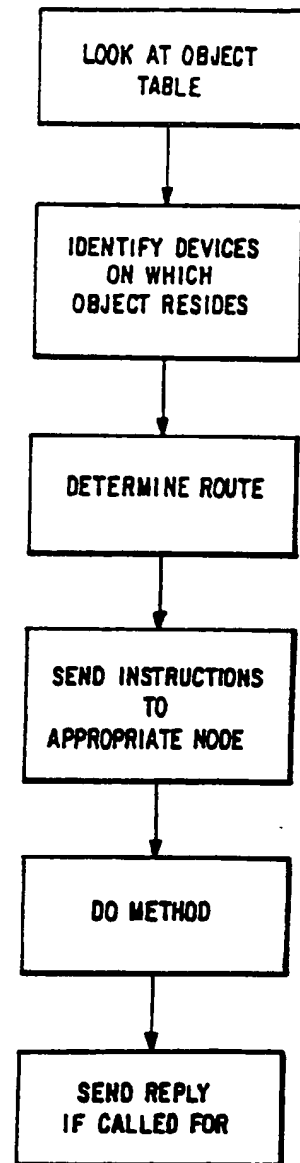 LOOK AT OBJECT
TABLE
IDENTIFY DEVICES
ON WHICH
OBJECT RESIDES
DETERMINE ROUTE
SEND INSTRUCTIONS
TO
APPROPRIATE NODE
DO METHOD
SEND REPLY
IF CALLED FOR